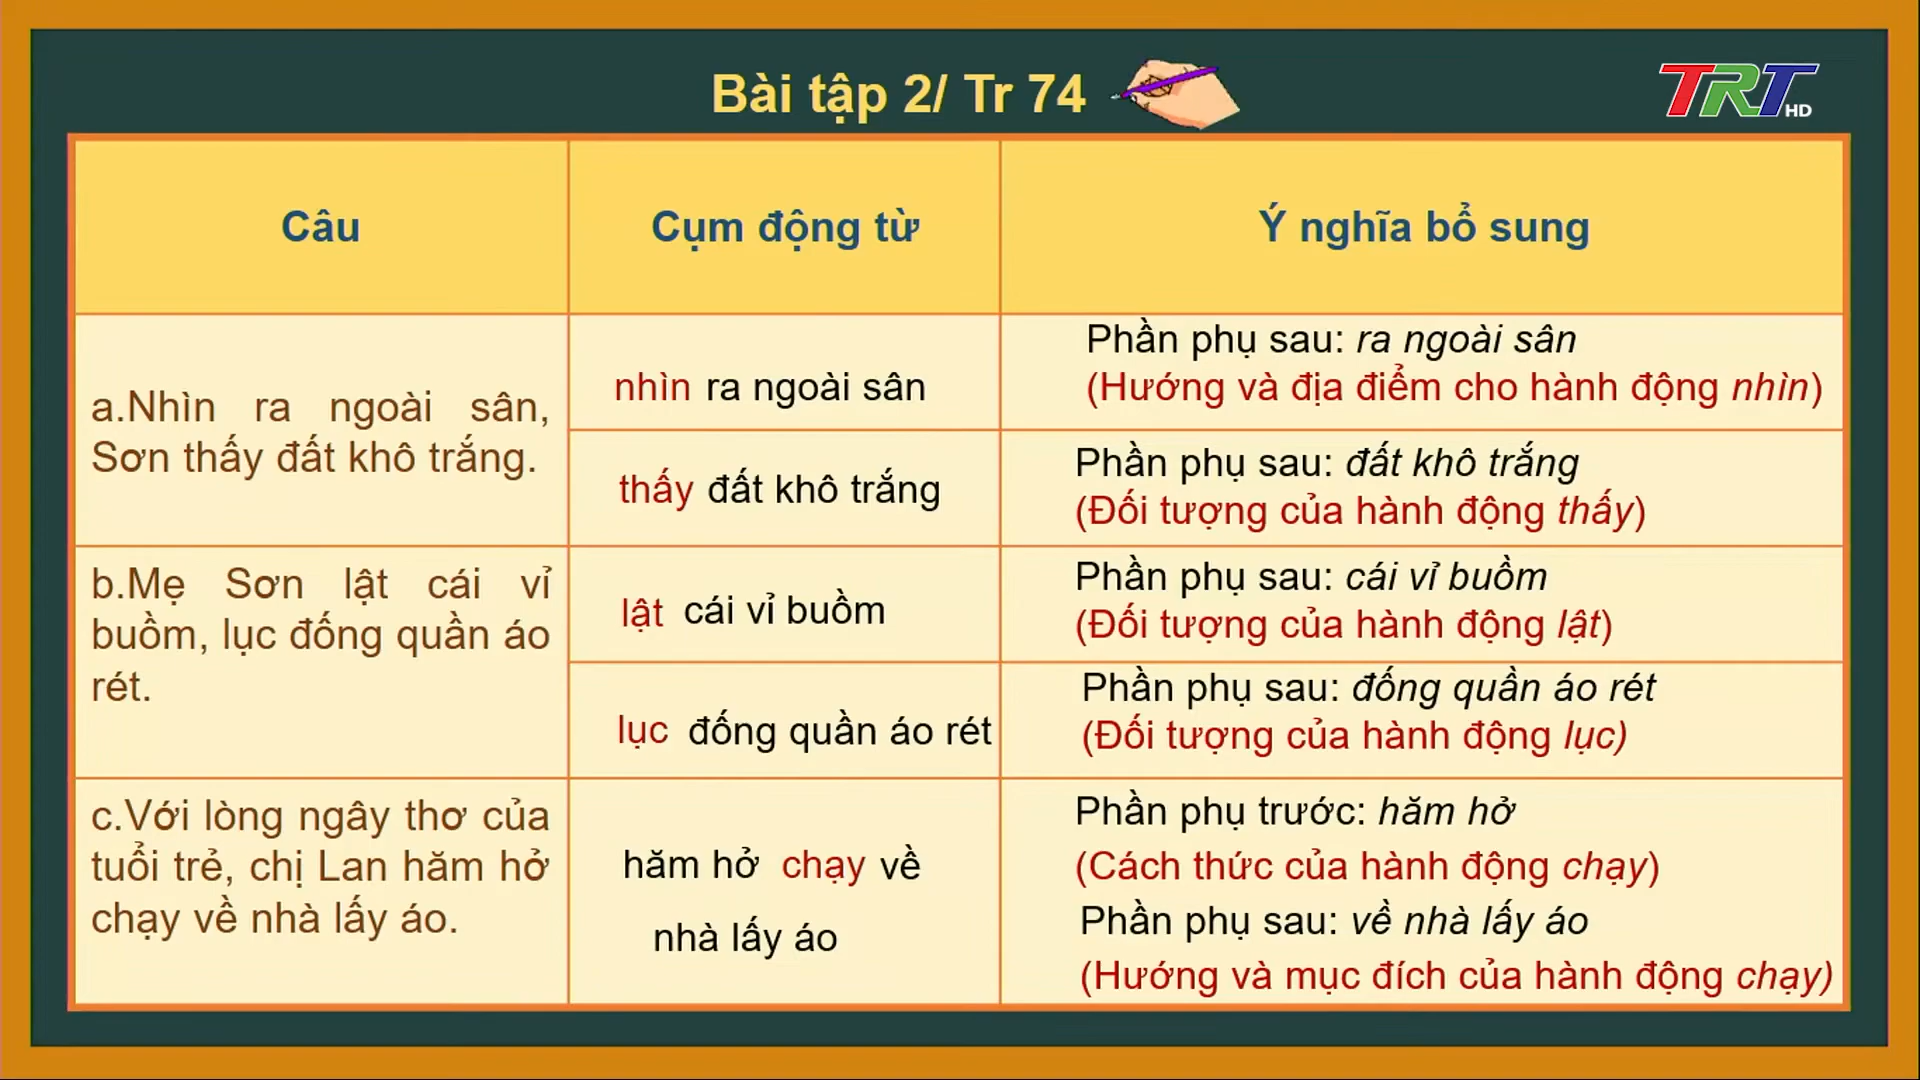 Bài tập 2/ Tr 74
TRT HD
Câu
Cụm động từ
Ý nghĩa bổ sung
a.Nhìn ra ngoài sân,
Sơn thấy đất khô trắng.
nhìn ra ngoài sân
Phần phụ sau: ra ngoài sân
(Hướng và địa điểm cho hành động nhìn)
thấy đất khô trắng
Phần phụ sau: đất khô trắng
(Đối tượng của hành động thấy)
b.Mẹ Sơn lật cái vỉ
buồm, lục đống quần áo
rét.
lật cái vỉ buồm
Phần phụ sau: cái vỉ buồm
(Đối tượng của hành động lật)
lục đống quần áo rét
Phần phụ sau: đống quần áo rét
(Đối tượng của hành động lục)
c.Với lòng ngây thơ của
tuổi trẻ, chị Lan hăm hở
chạy về nhà lấy áo.
hăm hở chạy về
nhà lấy áo
Phần phụ trước: hăm hở
(Cách thức của hành động chạy)
Phần phụ sau: về nhà lấy áo
(Hướng và mục đích của hành động chạy)